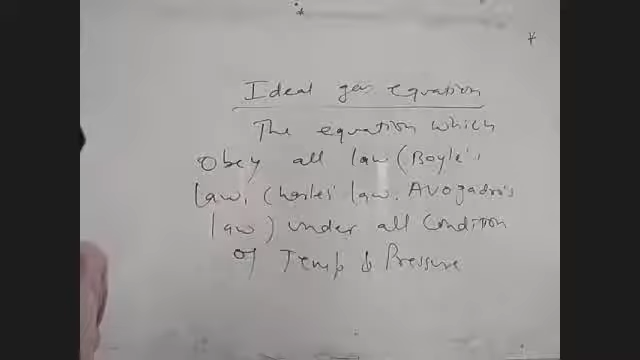 Ideal gas equation
The equation which
obey all law (Boyle's
law, Charles' law, Avogadro's
law) under all Condition
of Temp & Pressure